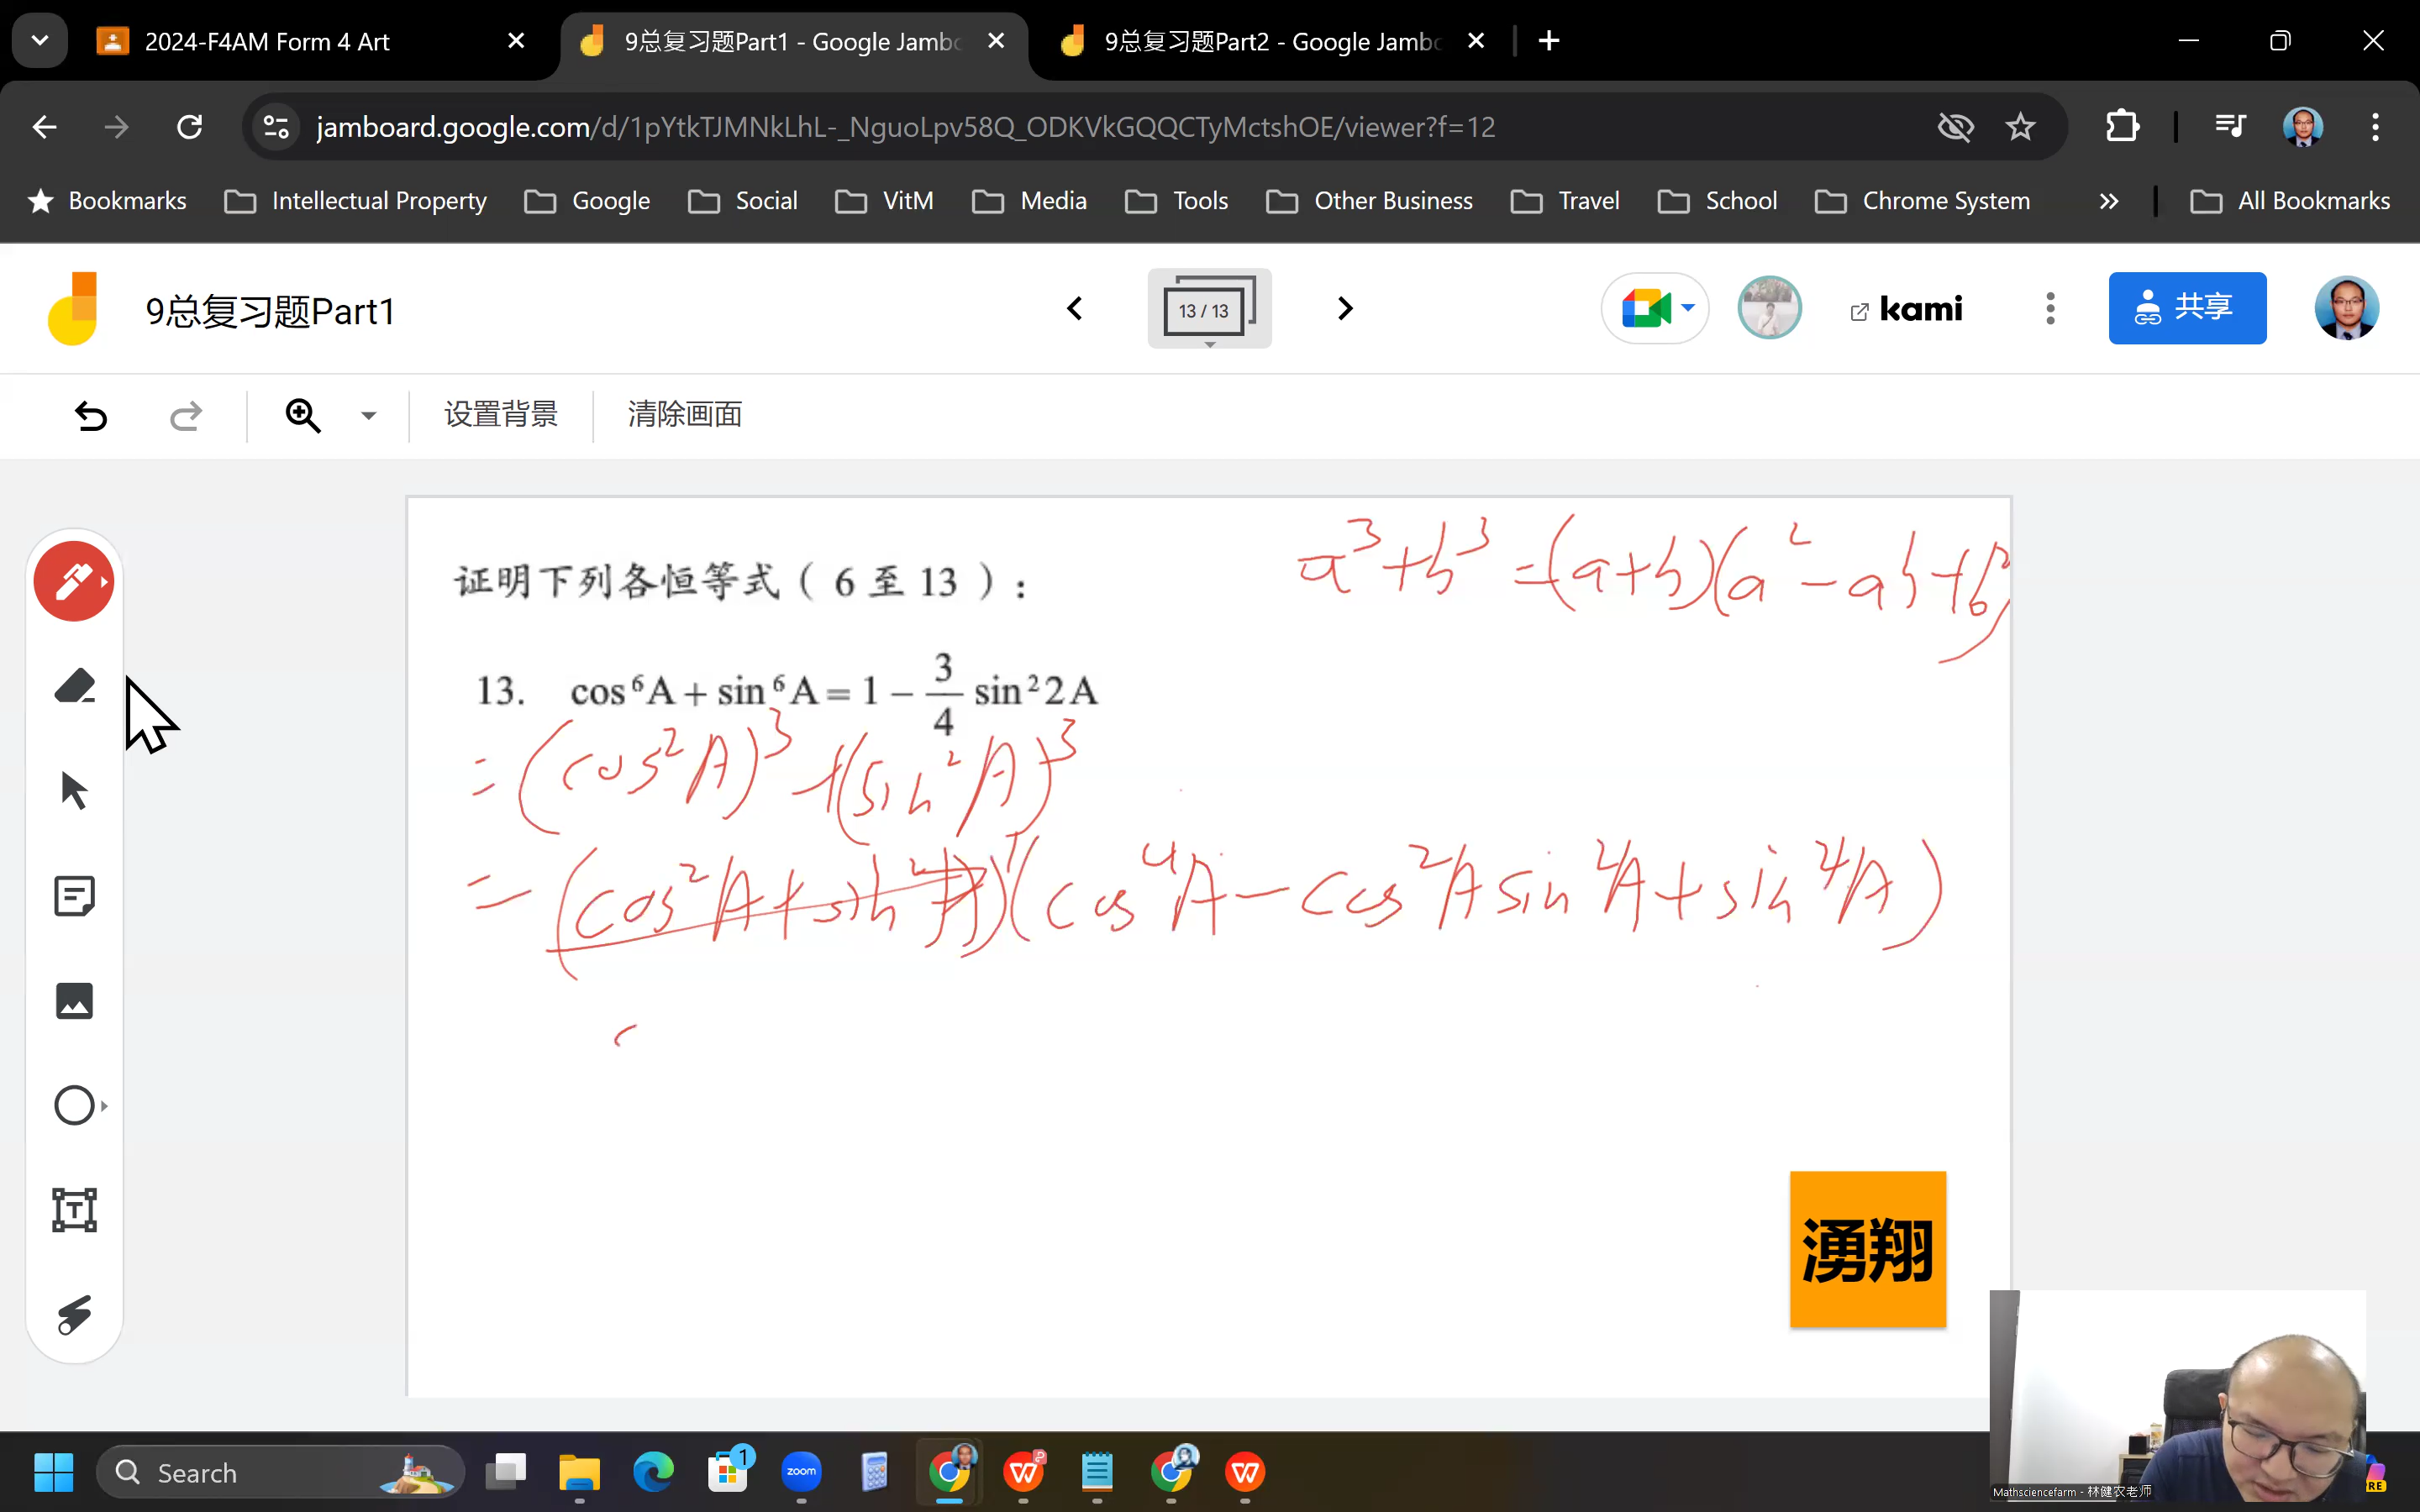 2024-F4AM Form 4 Art
9总复习题Part1 - Google Jambo
9总复习题Part2 - Google Jambo
jamboard.google.com/d/1pYtkTJMNkLhL-_NguoLpv58Q_ODKVkGQQCTyMctshOE/viewer?f=12
Bookmarks Intellectual Property Google Social VitM Media Tools Other Business Travel School Chrome System » All Bookmarks
9总复习题Part1
13 / 13
kami
共享
设置背景 清除画面
a³+b³ =(a+b)(a²-ab+b²)
证明下列各恒等式（ 6 至 13 ）：
13. cos⁶A + sin⁶A = 1 − 3/4 sin²2A
= (cos²A)³ + (sin²A)³
= (cos²A + sin²A)¹(cos⁴A − cos²A sin²A + sin⁴A)
湧翔
Mathsciencefarm - 林健农老师
Search
1
zoom
RE